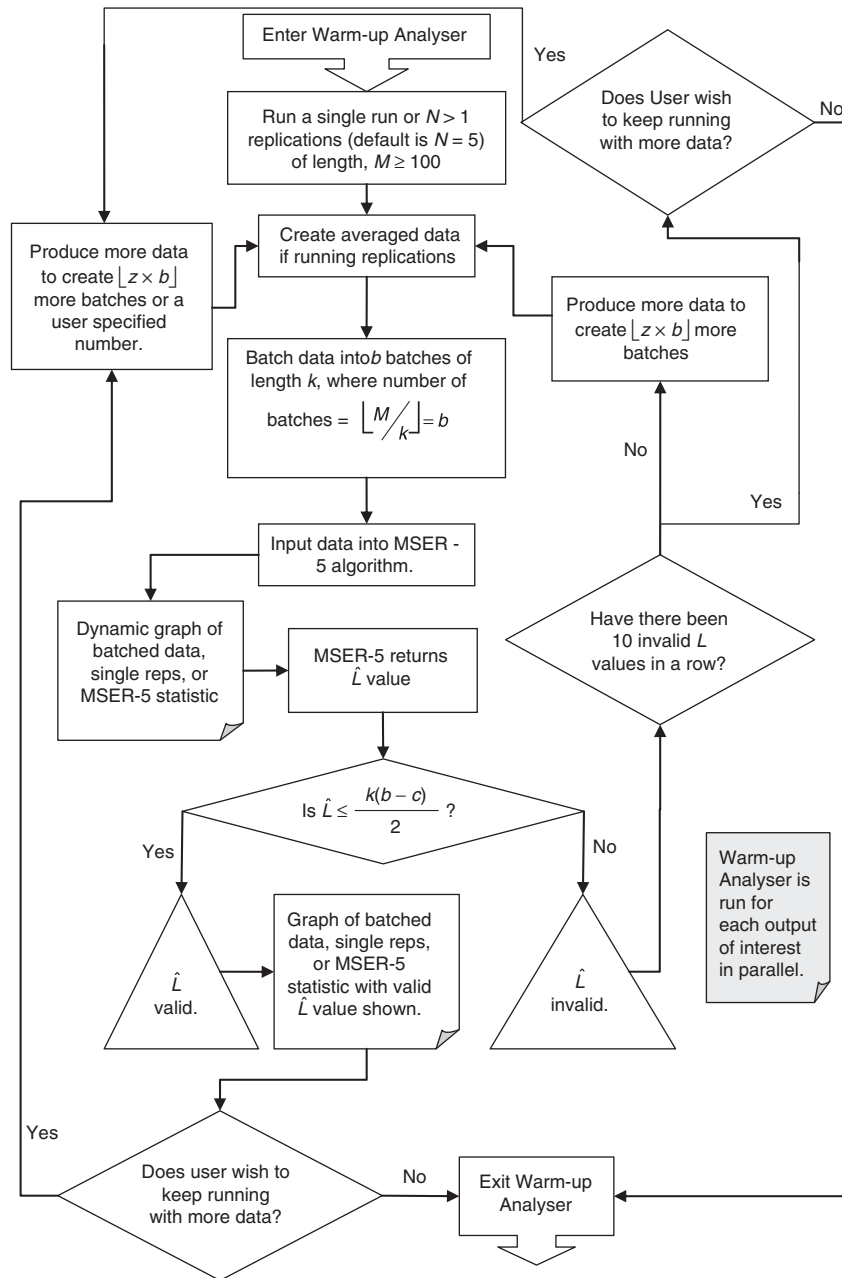 Enter Warm-up Analyser
Yes
Run a single run or N > 1
replications (default is N = 5)
of length, M ≥ 100
Does User wish
to keep running
with more data?
No
Produce more data
to create ⌊z × b⌋
more batches or a
user specified
number.
Create averaged data
if running replications
Produce more data to
create ⌊z × b⌋ more
batches
Batch data intob batches of
length k, where number of
batches = ⌊M/k⌋ = b
No
Yes
Input data into MSER -
5 algorithm.
Have there been
10 invalid L
values in a row?
Dynamic graph of
batched data,
single reps, or
MSER-5 statistic
MSER-5 returns
L̂ value
Is L̂ ≤ k(b – c)/2 ?
Yes
No
Warm-up
Analyser is
run for
each output
of interest
in parallel.
L̂
valid.
Graph of batched
data, single reps,
or MSER-5
statistic with valid
L̂ value shown.
L̂
invalid.
Yes
Does user wish to
keep running
with more data?
No
Exit Warm-up
Analyser